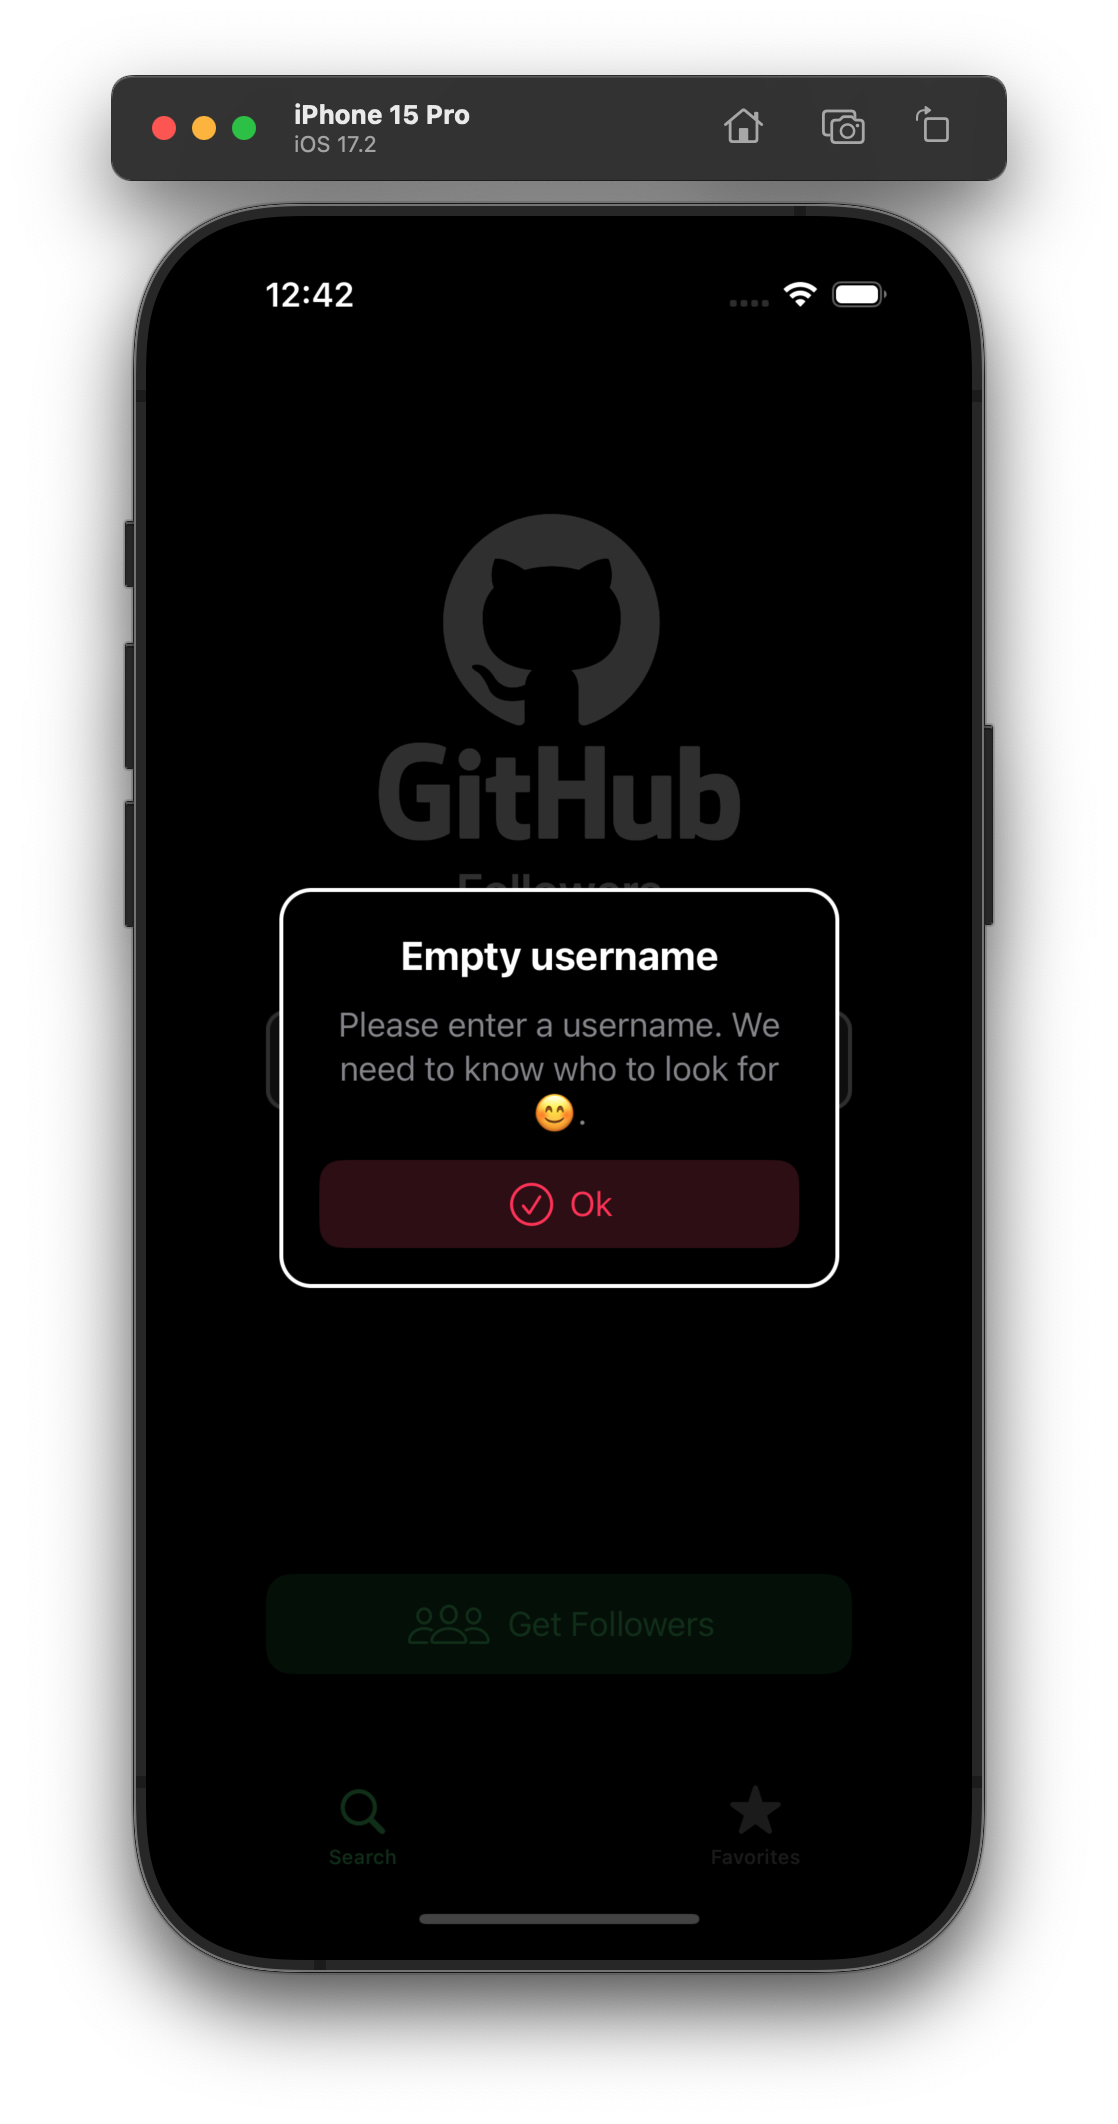 iPhone 15 Pro
iOS 17.2
12:42
GitHub
Followers
Empty username
Please enter a username. We
need to know who to look for
😊.
Ok
Get Followers
Search
Favorites